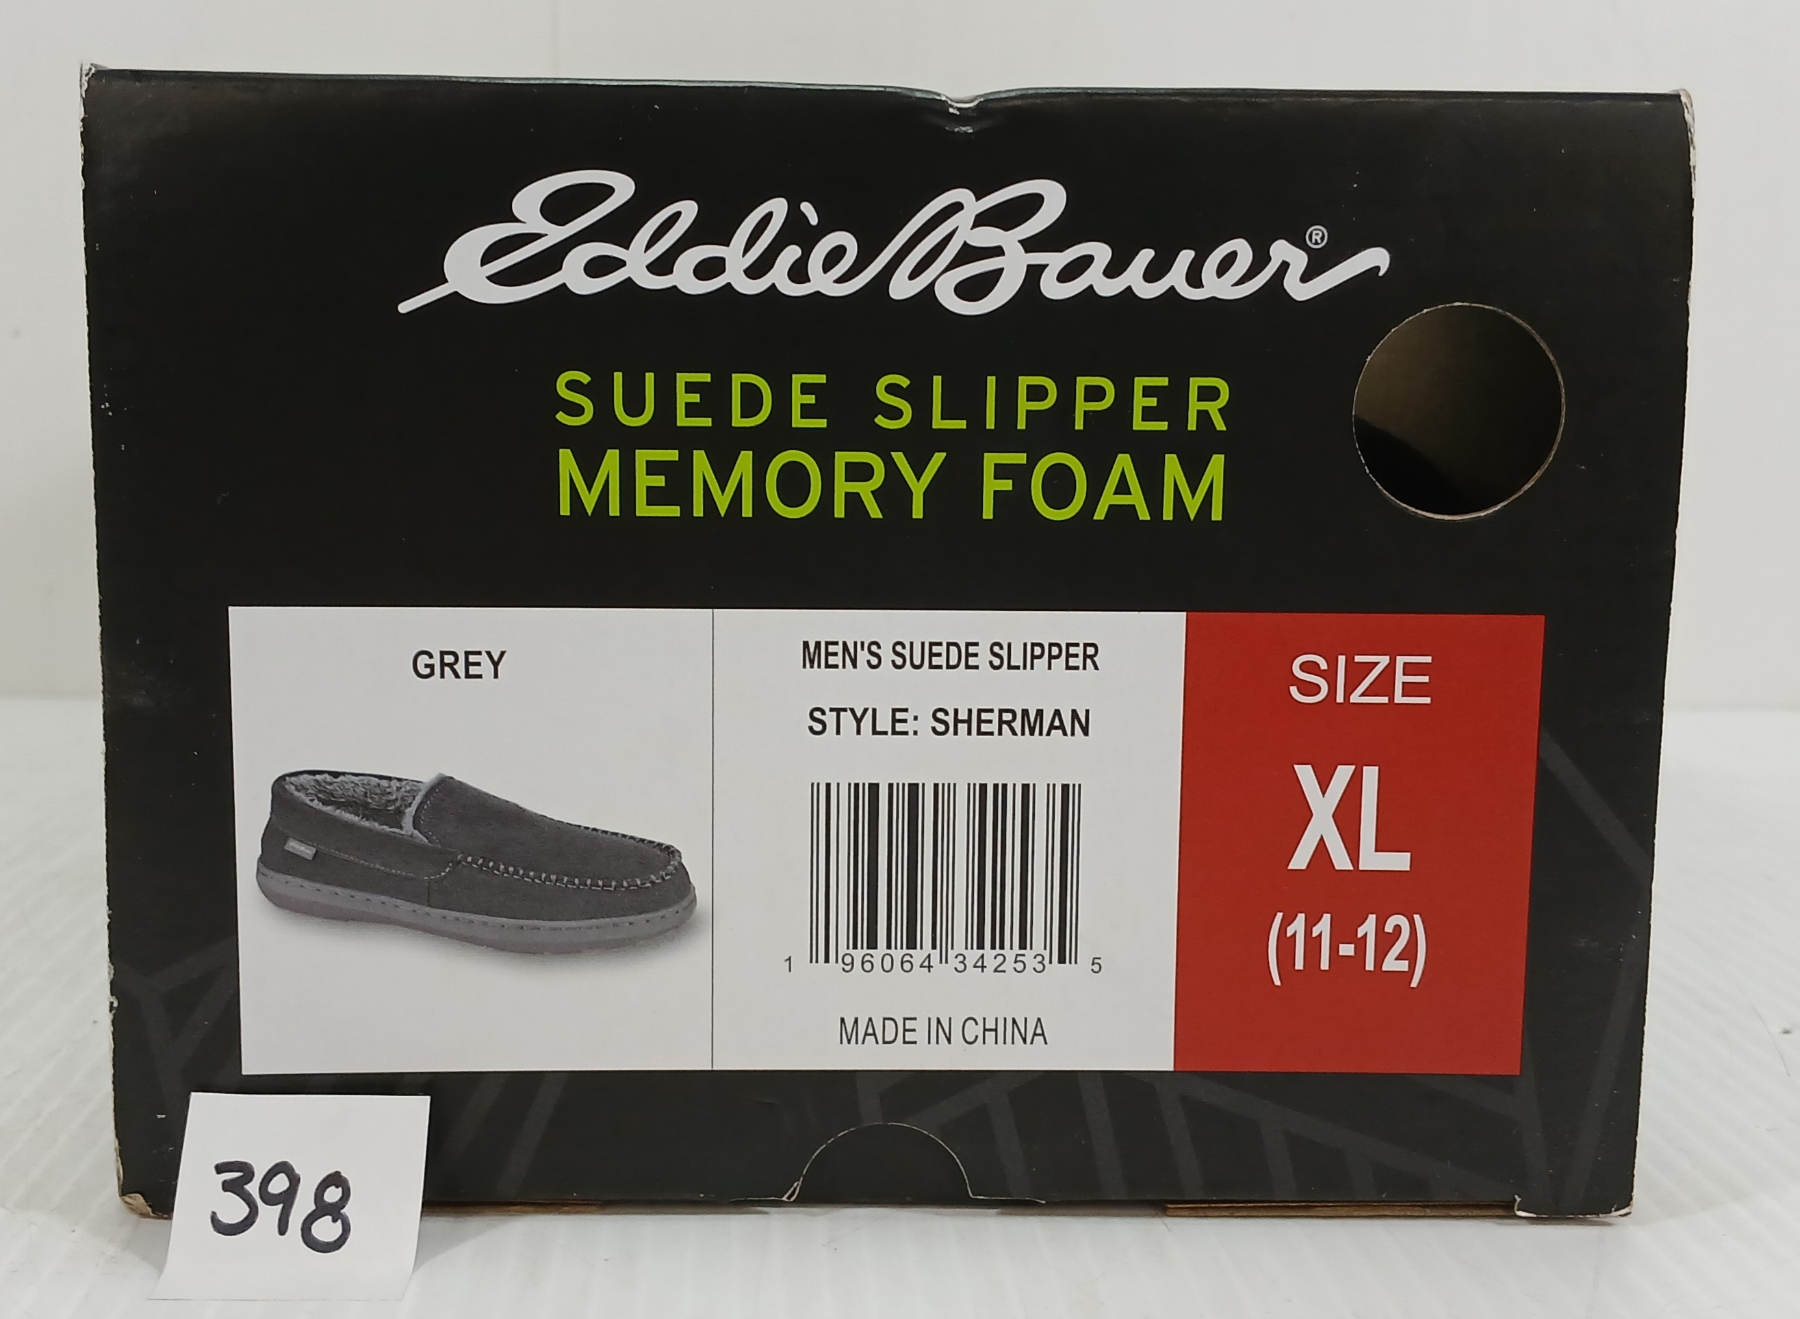 Eddie Bauer®
SUEDE SLIPPER
MEMORY FOAM
GREY
MEN'S SUEDE SLIPPER
STYLE: SHERMAN
1 96064 34253 5
MADE IN CHINA
SIZE
XL
(11-12)
398